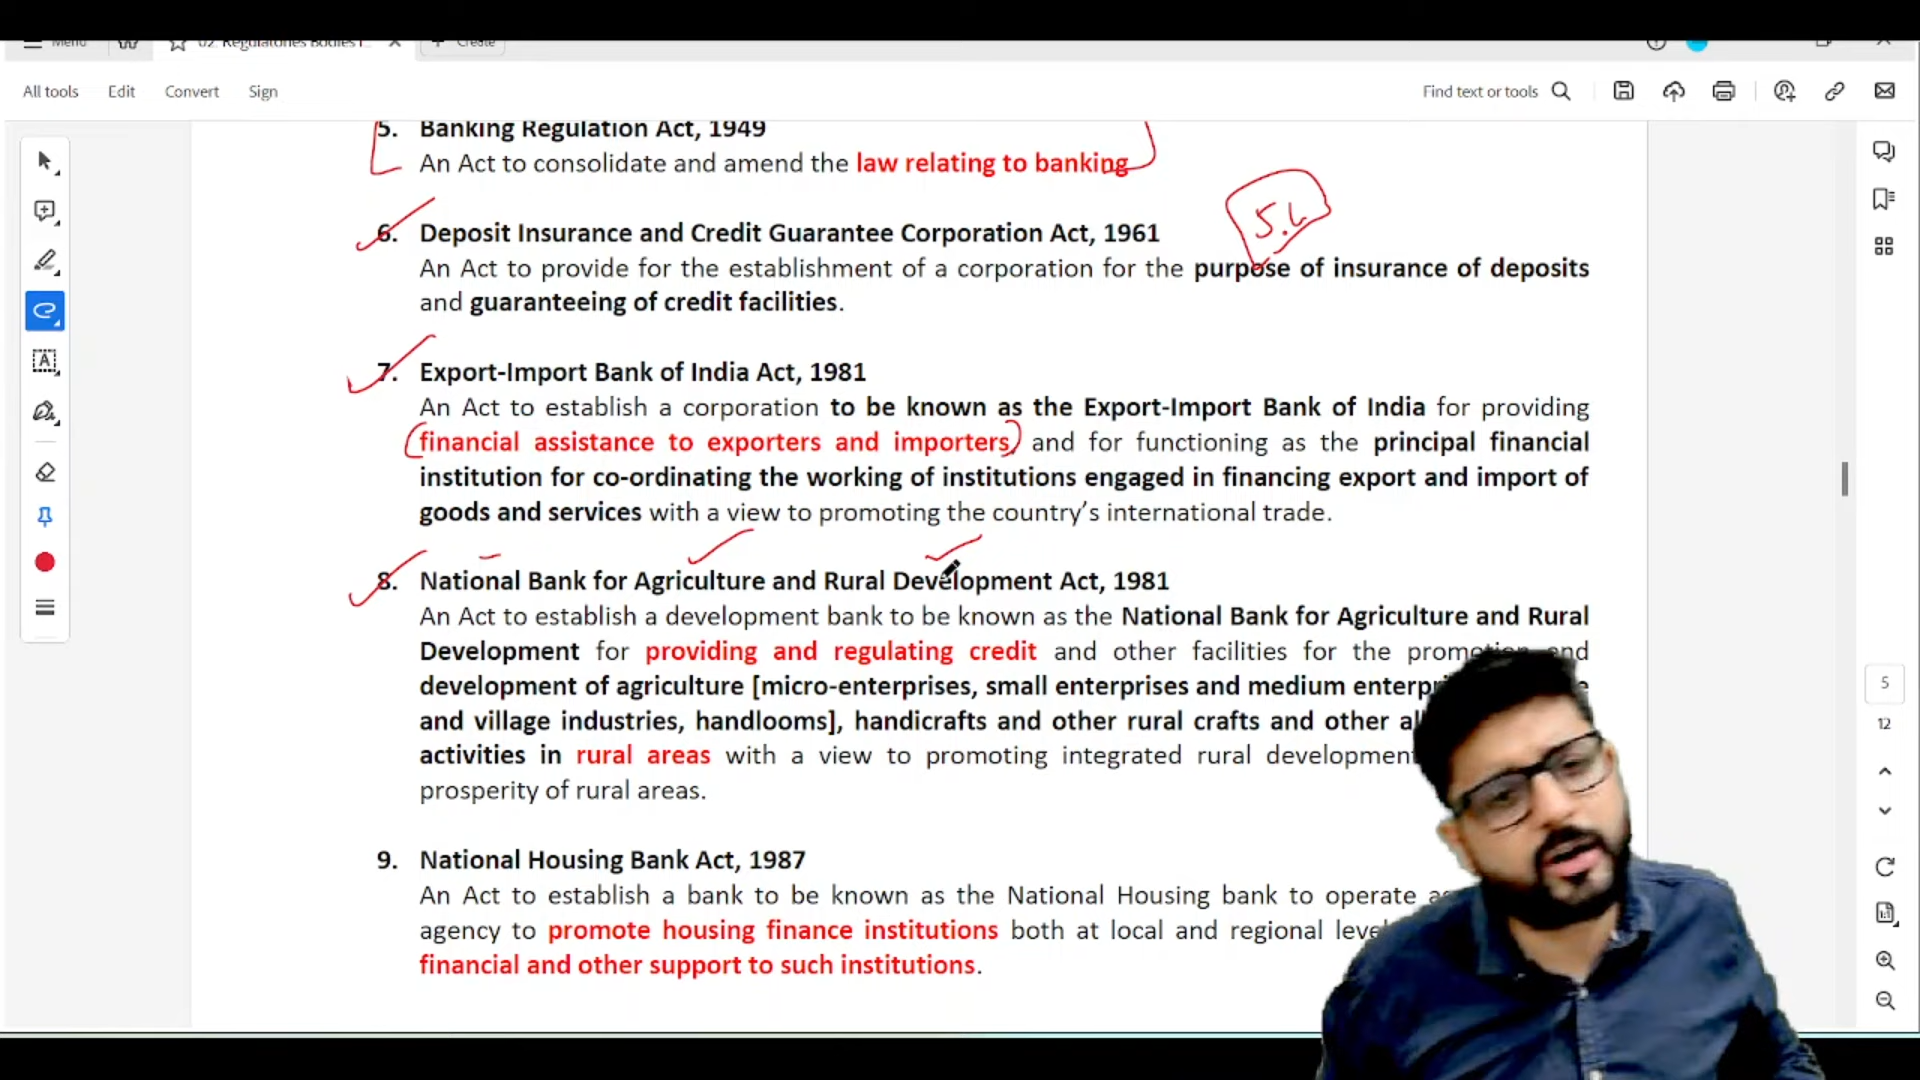 Menu
02. Regulatories Bodies
Create
All tools
Edit
Convert
Sign
Find text or tools
5. Banking Regulation Act, 1949
An Act to consolidate and amend the law relating to banking
5.L
6. Deposit Insurance and Credit Guarantee Corporation Act, 1961
An Act to provide for the establishment of a corporation for the purpose of insurance of deposits
and guaranteeing of credit facilities.
7. Export-Import Bank of India Act, 1981
An Act to establish a corporation to be known as the Export-Import Bank of India for providing
financial assistance to exporters and importers, and for functioning as the principal financial
institution for co-ordinating the working of institutions engaged in financing export and import of
goods and services with a view to promoting the country's international trade.
8. National Bank for Agriculture and Rural Development Act, 1981
An Act to establish a development bank to be known as the National Bank for Agriculture and Rural
Development for providing and regulating credit and other facilities for the promotion and
development of agriculture [micro-enterprises, small enterprises and medium
and village industries, handlooms], handicrafts and other rural crafts and other
activities in rural areas with a view to promoting integrated rural development
prosperity of rural areas.
9. National Housing Bank Act, 1987
An Act to establish a bank to be known as the National Housing bank to operate
agency to promote housing finance institutions both at local and regional
financial and other support to such institutions.
5
12